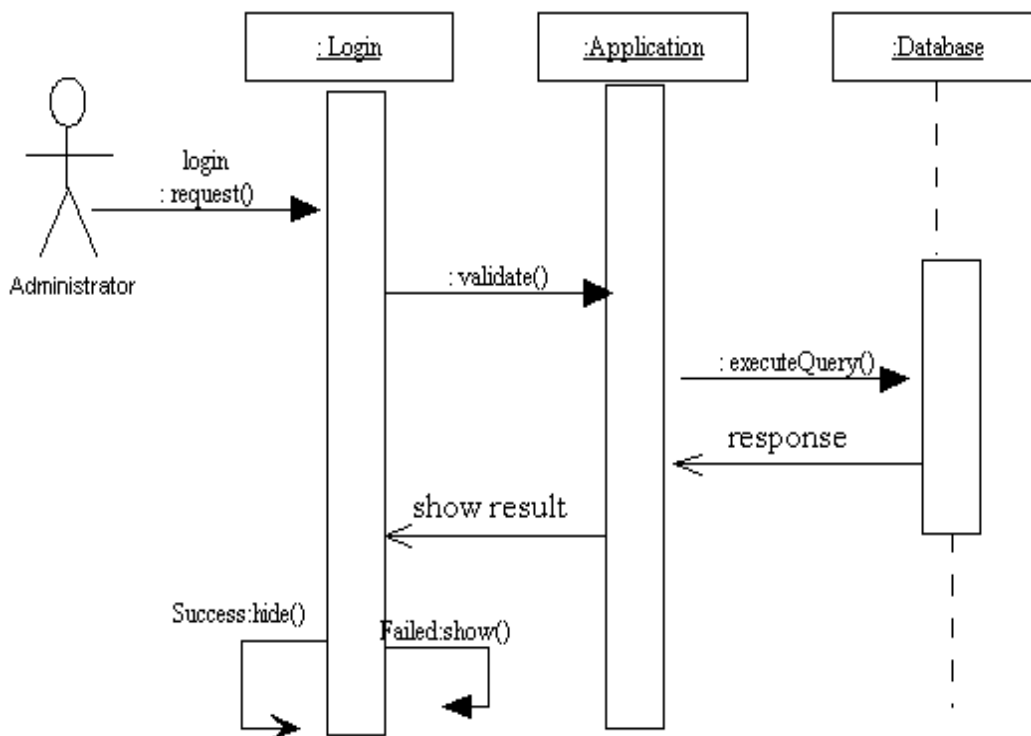 : Login
:Application
:Database
login
: request()
Administrator
: validate()
: executeQuery()
response
show result
Success:hide()
Failed:show()